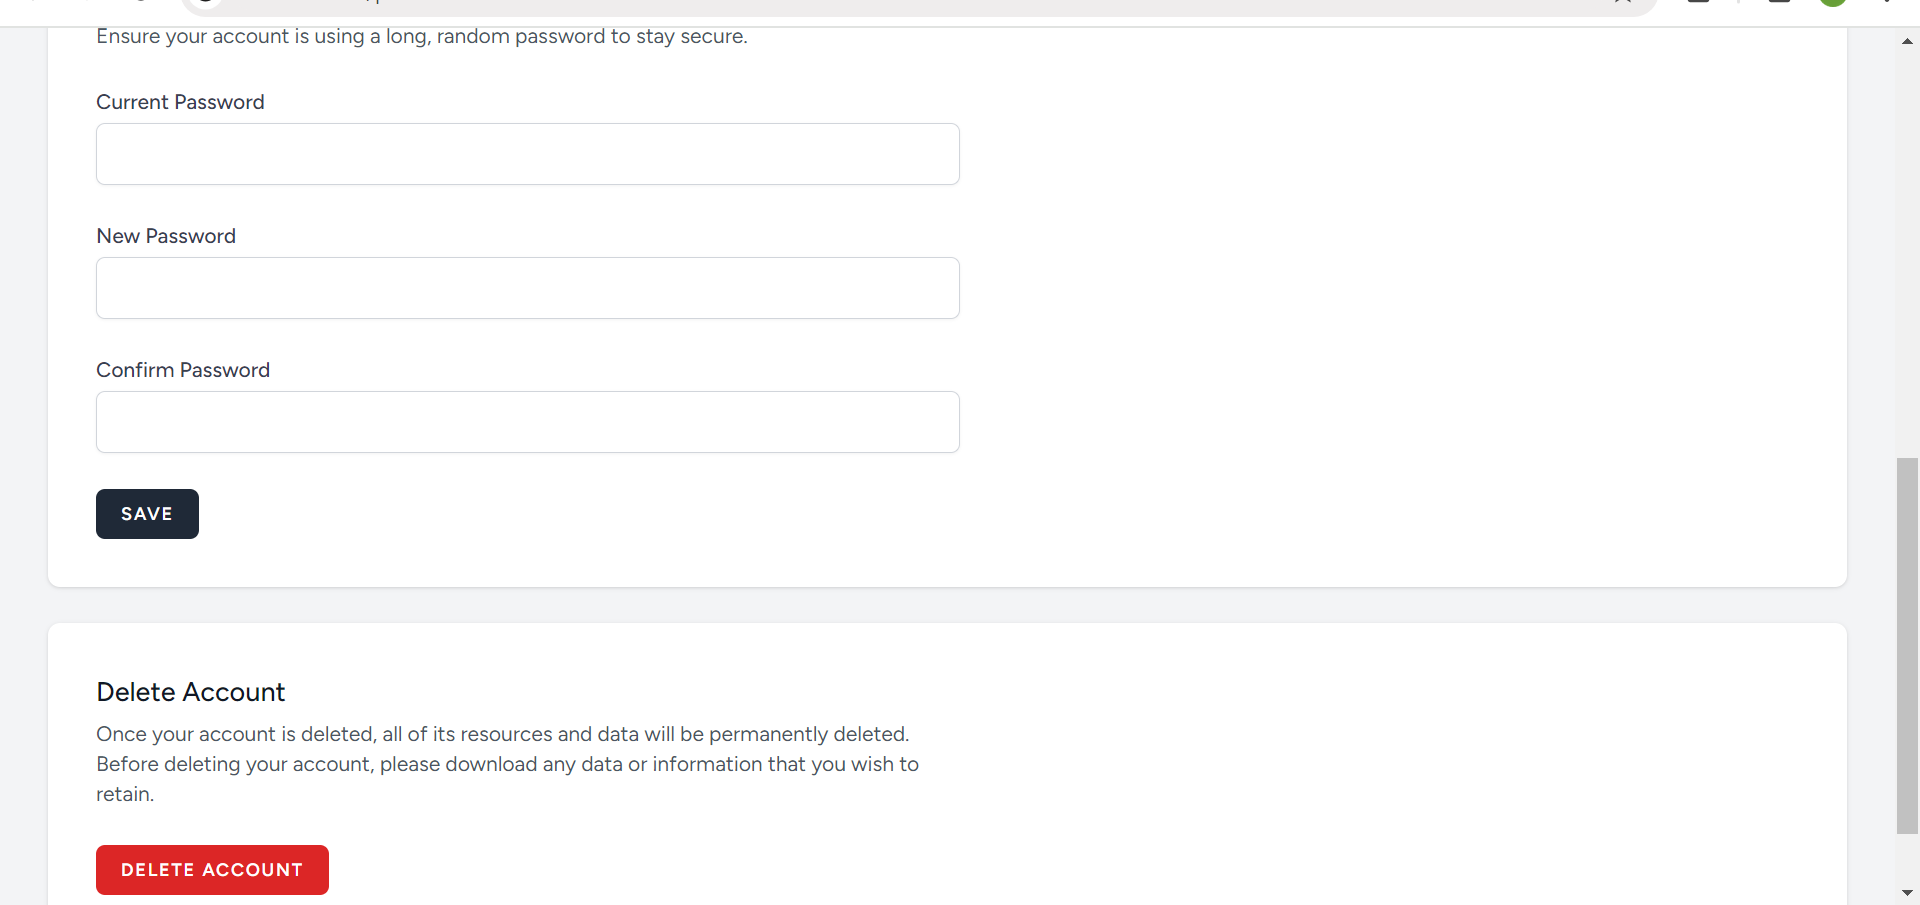 Ensure your account is using a long, random password to stay secure.
Current Password
New Password
Confirm Password
SAVE
Delete Account
Once your account is deleted, all of its resources and data will be permanently deleted.
Before deleting your account, please download any data or information that you wish to
retain.
DELETE ACCOUNT